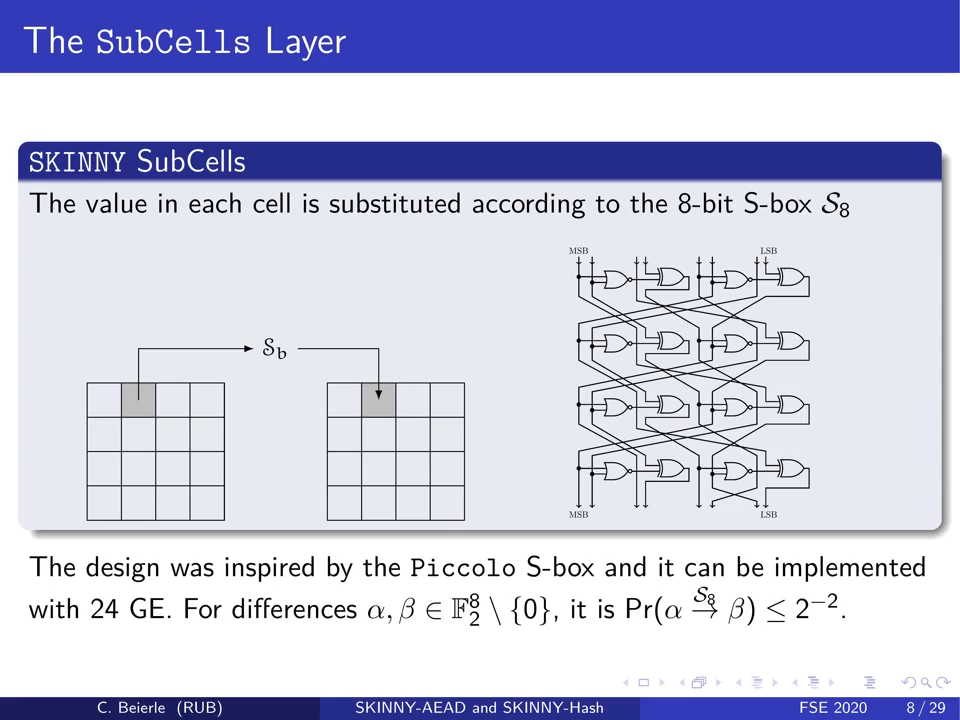 The SubCells Layer
SKINNY SubCells
The value in each cell is substituted according to the 8-bit S-box 𝒮₈
MSB LSB
𝒮_b
MSB LSB
The design was inspired by the Piccolo S-box and it can be implemented
with 24 GE. For differences α, β ∈ 𝔽₂⁸ \ {0}, it is Pr(α →^{𝒮₈} β) ≤ 2⁻².
C. Beierle (RUB) SKINNY-AEAD and SKINNY-Hash FSE 2020 8 / 29